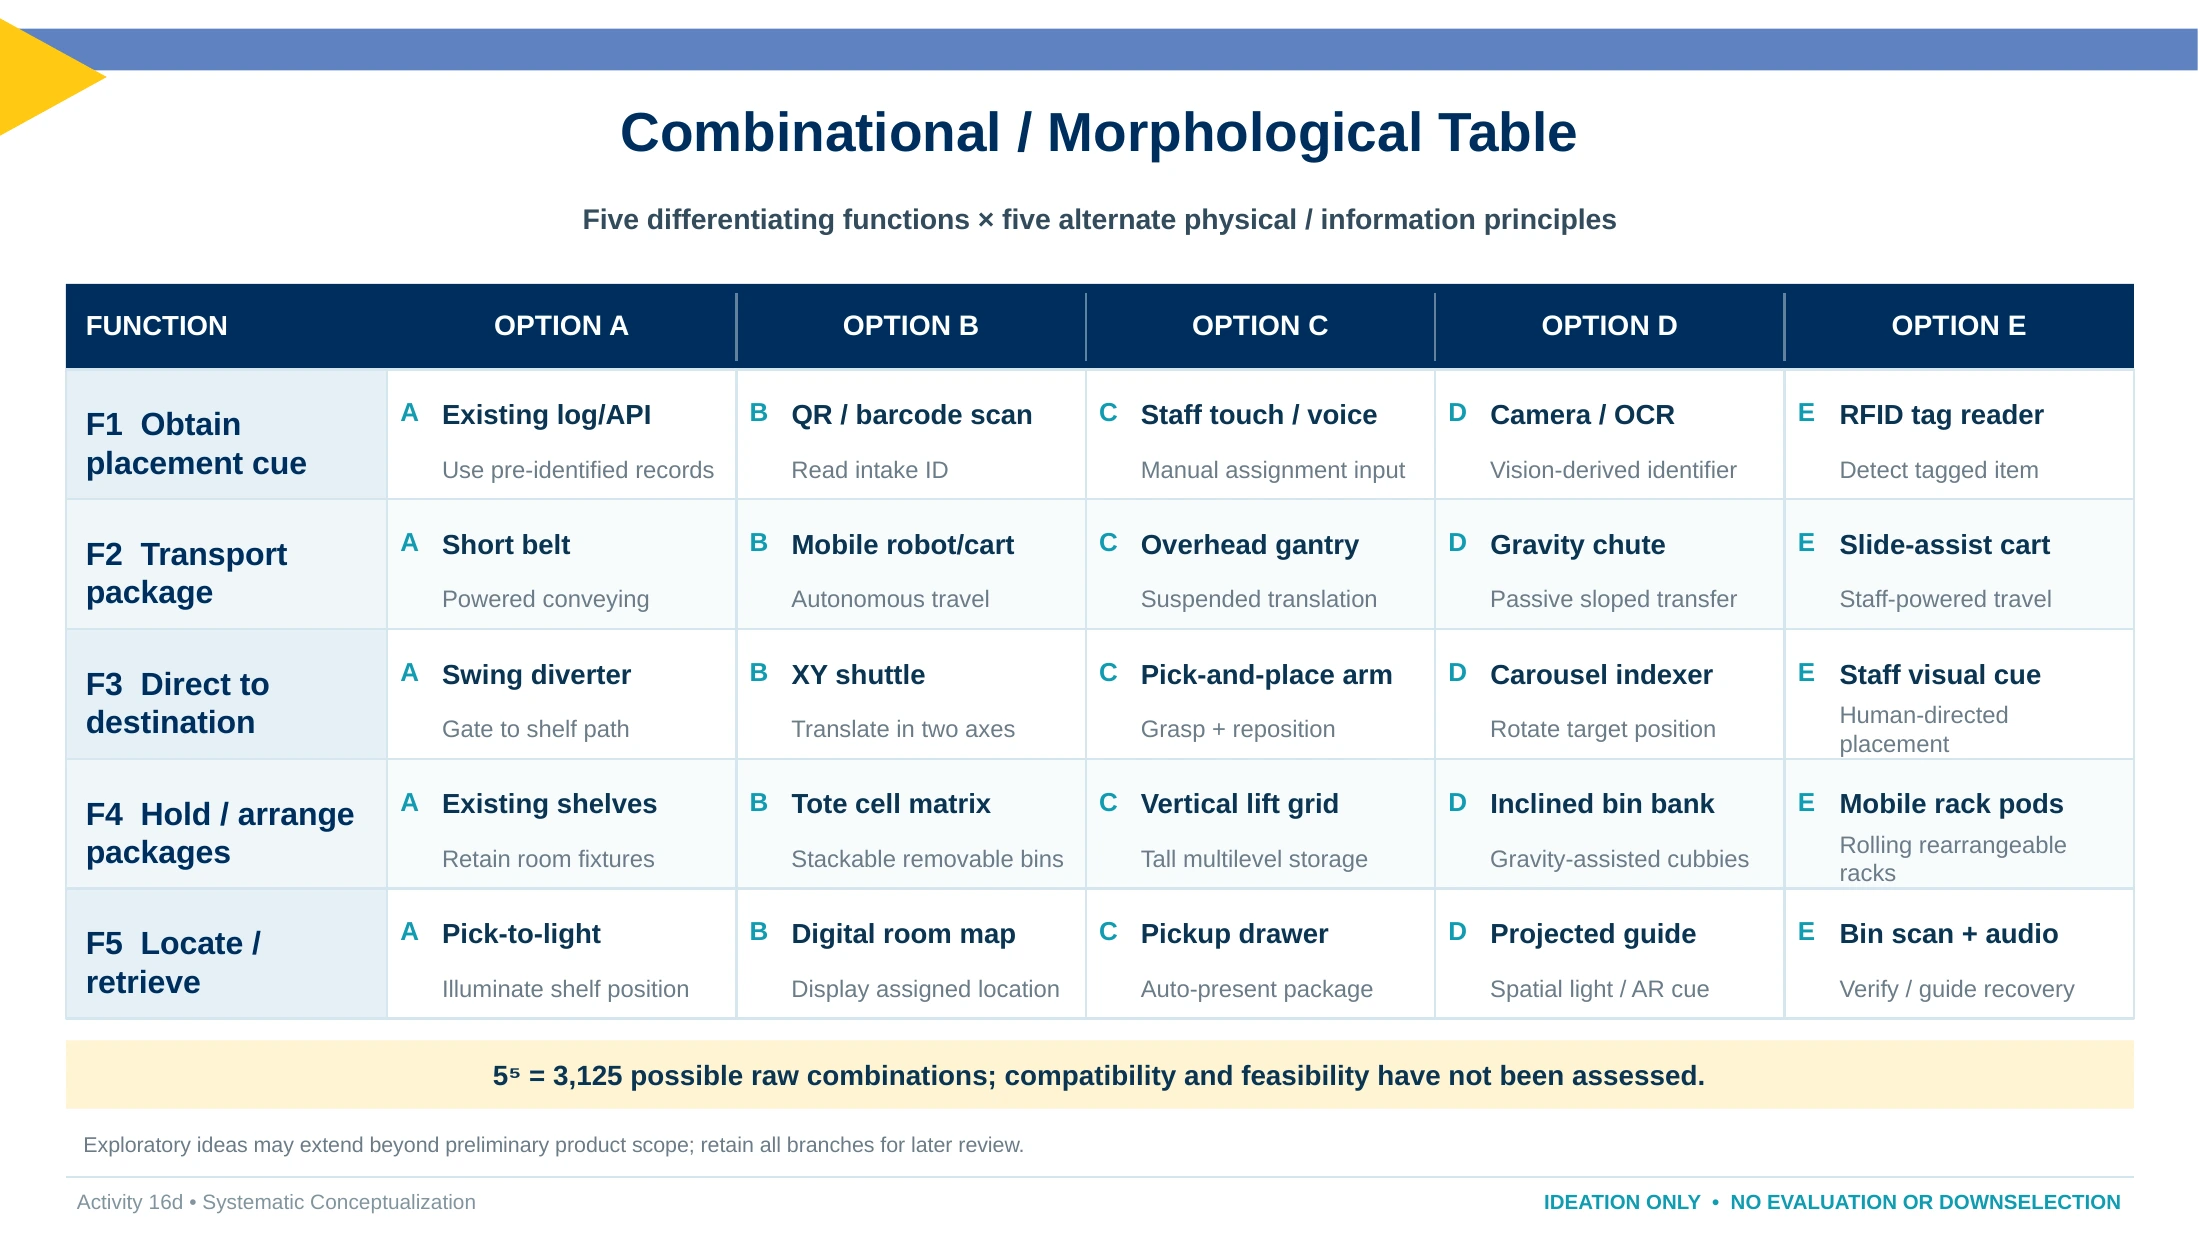 Combinational / Morphological Table
Five differentiating functions × five alternate physical / information principles
FUNCTION OPTION A OPTION B OPTION C OPTION D OPTION E
F1 Obtain
placement cue
A Existing log/API
Use pre-identified records
B QR / barcode scan
Read intake ID
C Staff touch / voice
Manual assignment input
D Camera / OCR
Vision-derived identifier
E RFID tag reader
Detect tagged item
F2 Transport
package
A Short belt
Powered conveying
B Mobile robot/cart
Autonomous travel
C Overhead gantry
Suspended translation
D Gravity chute
Passive sloped transfer
E Slide-assist cart
Staff-powered travel
F3 Direct to
destination
A Swing diverter
Gate to shelf path
B XY shuttle
Translate in two axes
C Pick-and-place arm
Grasp + reposition
D Carousel indexer
Rotate target position
E Staff visual cue
Human-directed
placement
F4 Hold / arrange
packages
A Existing shelves
Retain room fixtures
B Tote cell matrix
Stackable removable bins
C Vertical lift grid
Tall multilevel storage
D Inclined bin bank
Gravity-assisted cubbies
E Mobile rack pods
Rolling rearrangeable
racks
F5 Locate /
retrieve
A Pick-to-light
Illuminate shelf position
B Digital room map
Display assigned location
C Pickup drawer
Auto-present package
D Projected guide
Spatial light / AR cue
E Bin scan + audio
Verify / guide recovery
5⁵ = 3,125 possible raw combinations; compatibility and feasibility have not been assessed.
Exploratory ideas may extend beyond preliminary product scope; retain all branches for later review.
Activity 16d • Systematic Conceptualization
IDEATION ONLY • NO EVALUATION OR DOWNSELECTION